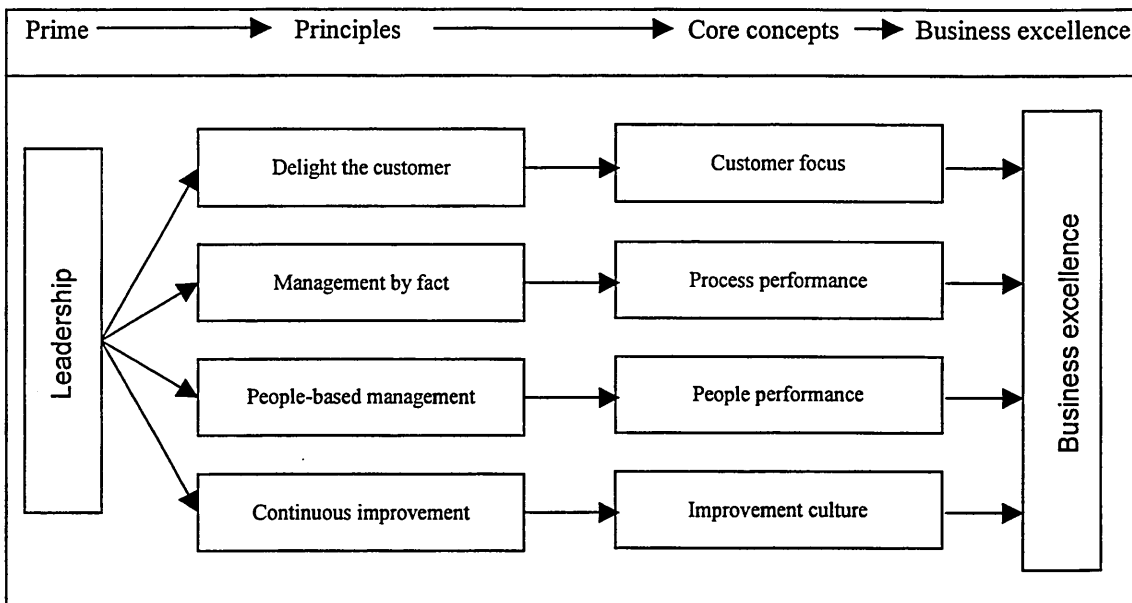 Prime Principles Core concepts Business excellence
Leadership
Delight the customer
Customer focus
Management by fact
Process performance
People-based management
People performance
Continuous improvement
Improvement culture
Business excellence